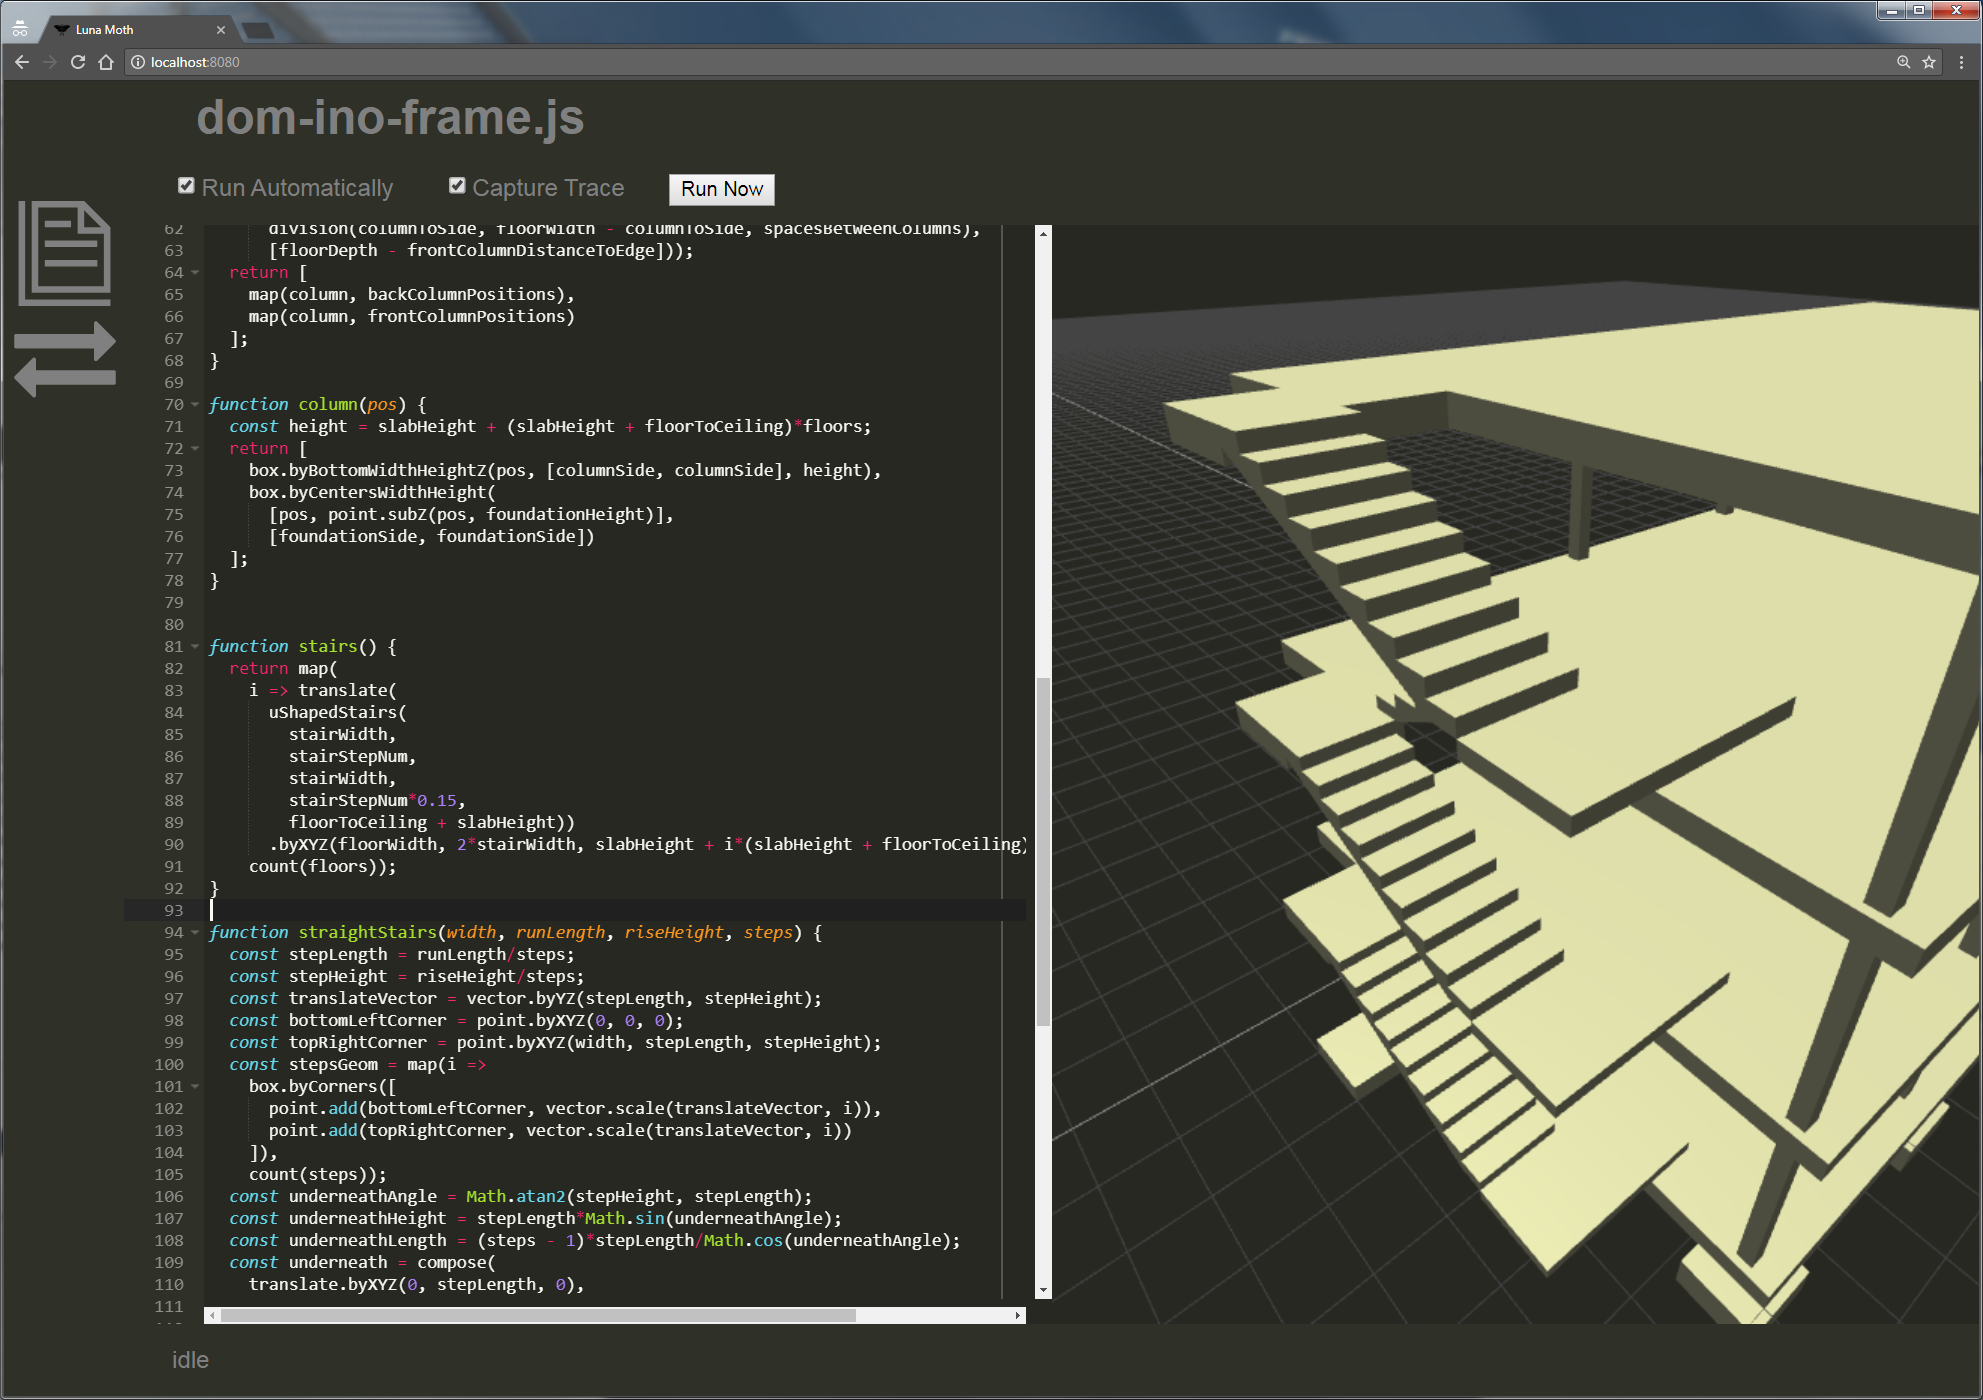 Luna Moth
localhost:8080
dom-ino-frame.js
Run Automatically
Capture Trace
Run Now
62 division(columnToSide, floorWidth - columnToSide, spacesBetweenColumns),
63 [floorDepth - frontColumnDistanceToEdge]));
64 return [
65 map(column, backColumnPositions),
66 map(column, frontColumnPositions)
67 ];
68 }
69
70 function column(pos) {
71 const height = slabHeight + (slabHeight + floorToCeiling)*floors;
72 return [
73 box.byBottomWidthHeightZ(pos, [columnSide, columnSide], height),
74 box.byCentersWidthHeight(
75 [pos, point.subZ(pos, foundationHeight)],
76 [foundationSide, foundationSide])
77 ];
78 }
79
80
81 function stairs() {
82 return map(
83 i => translate(
84 uShapedStairs(
85 stairWidth,
86 stairStepNum,
87 stairWidth,
88 stairStepNum*0.15,
89 floorToCeiling + slabHeight))
90 .byXYZ(floorWidth, 2*stairWidth, slabHeight + i*(slabHeight + floorToCeiling)
91 count(floors));
92 }
93
94 function straightStairs(width, runLength, riseHeight, steps) {
95 const stepLength = runLength/steps;
96 const stepHeight = riseHeight/steps;
97 const translateVector = vector.byYZ(stepLength, stepHeight);
98 const bottomLeftCorner = point.byXYZ(0, 0, 0);
99 const topRightCorner = point.byXYZ(width, stepLength, stepHeight);
100 const stepsGeom = map(i =>
101 box.byCorners([
102 point.add(bottomLeftCorner, vector.scale(translateVector, i)),
103 point.add(topRightCorner, vector.scale(translateVector, i))
104 ]),
105 count(steps));
106 const underneathAngle = Math.atan2(stepHeight, stepLength);
107 const underneathHeight = stepLength*Math.sin(underneathAngle);
108 const underneathLength = (steps - 1)*stepLength/Math.cos(underneathAngle);
109 const underneath = compose(
110 translate.byXYZ(0, stepLength, 0),
111
idle